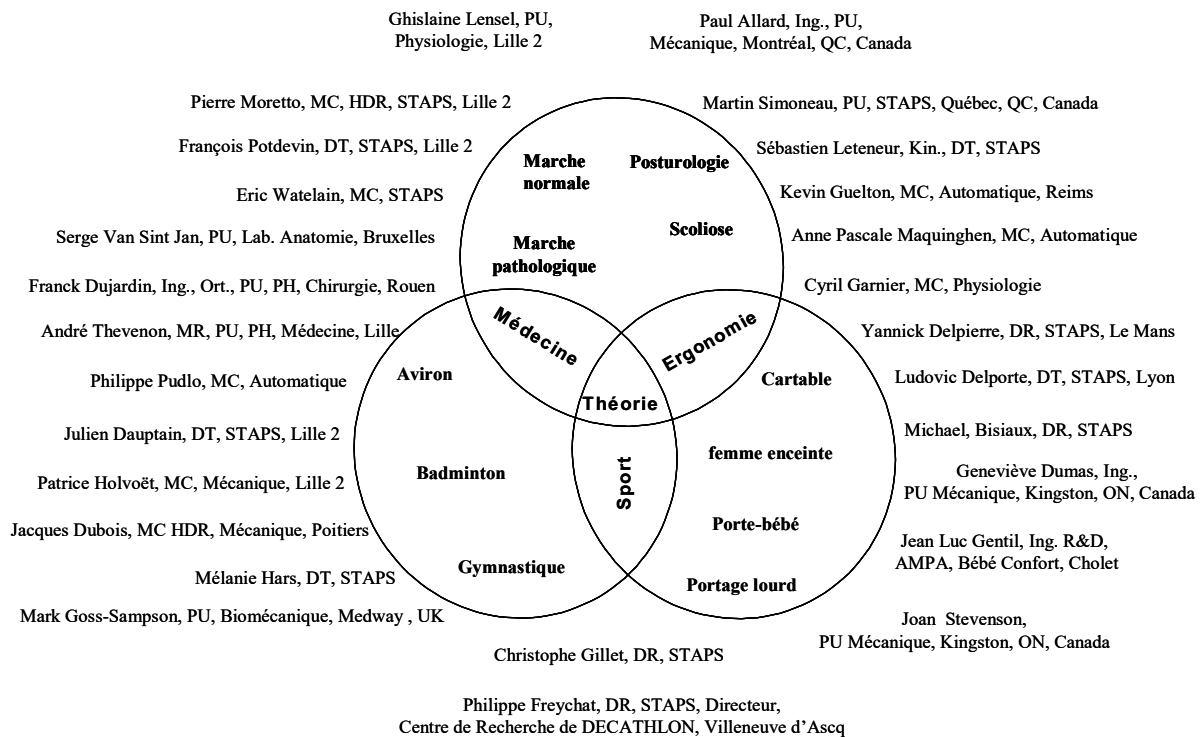 Ghislaine Lensel, PU,
Physiologie, Lille 2
Paul Allard, Ing., PU,
Mécanique, Montréal, QC, Canada
Pierre Moretto, MC, HDR, STAPS, Lille 2
Martin Simoneau, PU, STAPS, Québec, QC, Canada
François Potdevin, DT, STAPS, Lille 2
Sébastien Leteneur, Kin., DT, STAPS
Marche
normale
Posturologie
Eric Watelain, MC, STAPS
Kevin Guelton, MC, Automatique, Reims
Serge Van Sint Jan, PU, Lab. Anatomie, Bruxelles
Scoliose
Anne Pascale Maquinghen, MC, Automatique
Marche
pathologique
Franck Dujardin, Ing., Ort., PU, PH, Chirurgie, Rouen
Cyril Garnier, MC, Physiologie
André Thevenon, MR, PU, PH, Médecine, Lille
Médecine
Ergonomie
Yannick Delpierre, DR, STAPS, Le Mans
Philippe Pudlo, MC, Automatique
Aviron
Cartable
Ludovic Delporte, DT, STAPS, Lyon
Théorie
Julien Dauptain, DT, STAPS, Lille 2
Michael, Bisiaux, DR, STAPS
Badminton
Sport
femme enceinte
Patrice Holvoët, MC, Mécanique, Lille 2
Geneviève Dumas, Ing.,
PU Mécanique, Kingston, ON, Canada
Jacques Dubois, MC HDR, Mécanique, Poitiers
Porte-bébé
Jean Luc Gentil, Ing. R&D,
AMPA, Bébé Confort, Cholet
Mélanie Hars, DT, STAPS
Gymnastique
Portage lourd
Mark Goss-Sampson, PU, Biomécanique, Medway , UK
Joan Stevenson,
PU Mécanique, Kingston, ON, Canada
Christophe Gillet, DR, STAPS
Philippe Freychat, DR, STAPS, Directeur,
Centre de Recherche de DECATHLON, Villeneuve d’Ascq